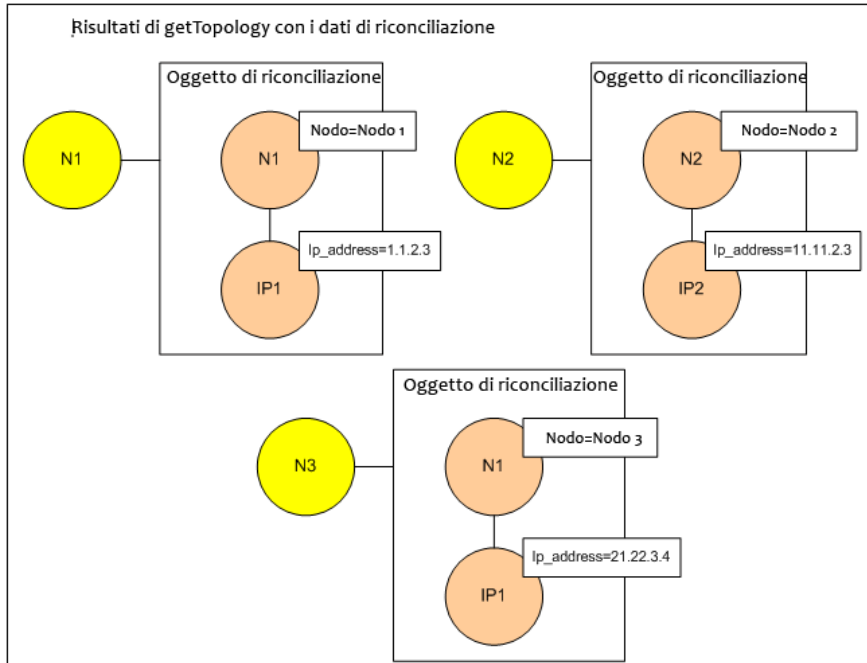 Risultati di getTopology con i dati di riconciliazione
Oggetto di riconciliazione
N1
N1
Nodo=Nodo 1
Ip_address=1.1.2.3
IP1
Oggetto di riconciliazione
N2
N2
Nodo=Nodo 2
Ip_address=11.11.2.3
IP2
Oggetto di riconciliazione
N3
N1
Nodo=Nodo 3
Ip_address=21.22.3.4
IP1